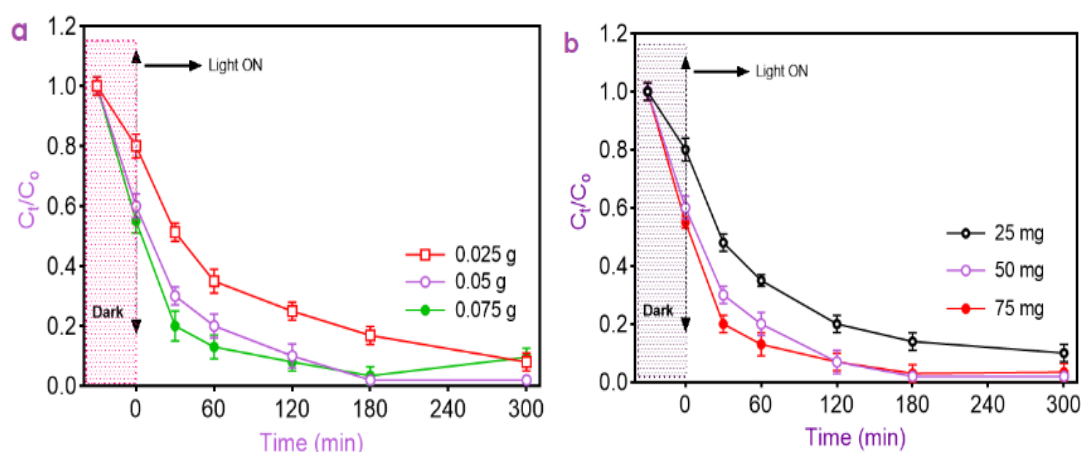 a
1.2
1.0
0.8
0.6
0.4
0.2
0.0
Ct/Co
Light ON
Dark
0.025 g
0.05 g
0.075 g
0 60 120 180 240 300
Time (min)
b
1.2
1.0
0.8
0.6
0.4
0.2
0.0
Ct/Co
Light ON
Dark
25 mg
50 mg
75 mg
0 60 120 180 240 300
Time (min)